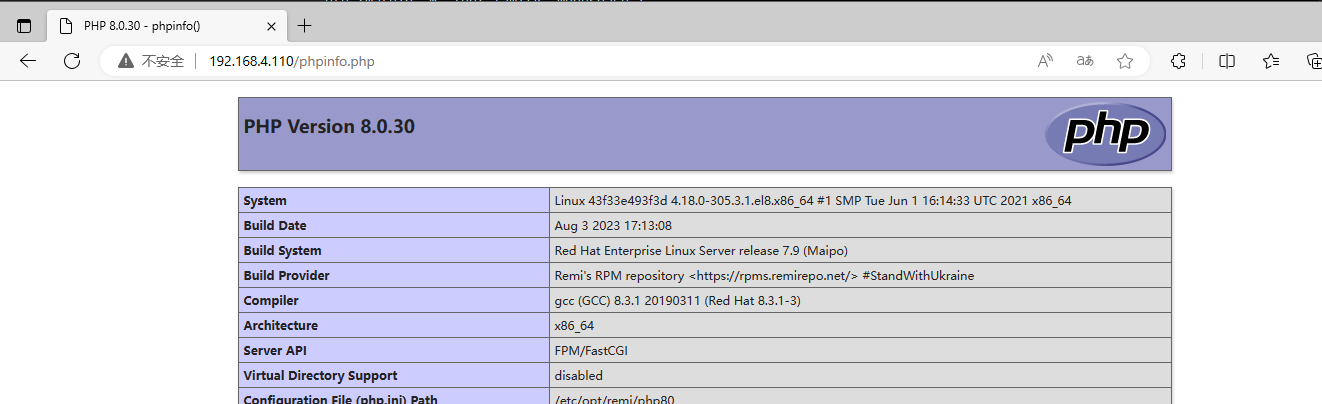 PHP 8.0.30 - phpinfo()
不安全 192.168.4.110/phpinfo.php
PHP Version 8.0.30
php
System Linux 43f33e493f3d 4.18.0-305.3.1.el8.x86_64 #1 SMP Tue Jun 1 16:14:33 UTC 2021 x86_64
Build Date Aug 3 2023 17:13:08
Build System Red Hat Enterprise Linux Server release 7.9 (Maipo)
Build Provider Remi's RPM repository <https://rpms.remirepo.net/> #StandWithUkraine
Compiler gcc (GCC) 8.3.1 20190311 (Red Hat 8.3.1-3)
Architecture x86_64
Server API FPM/FastCGI
Virtual Directory Support disabled
Configuration File (php.ini) Path /etc/opt/remi/php80